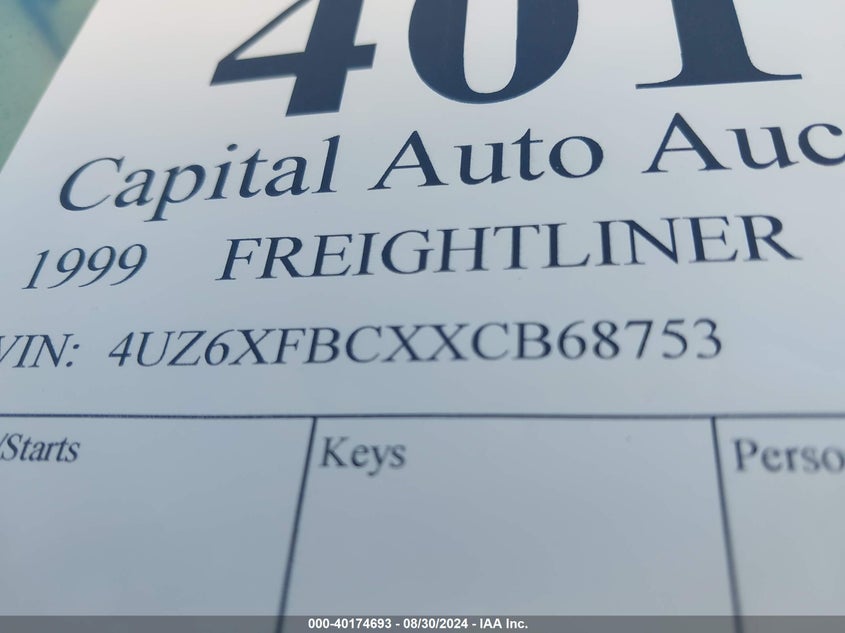 401
Capital Auto Auc
1999 FREIGHTLINER
VIN: 4UZ6XFBCXXCB68753
/Starts Keys Perso
000-40174693 - 08/30/2024 - IAA Inc.